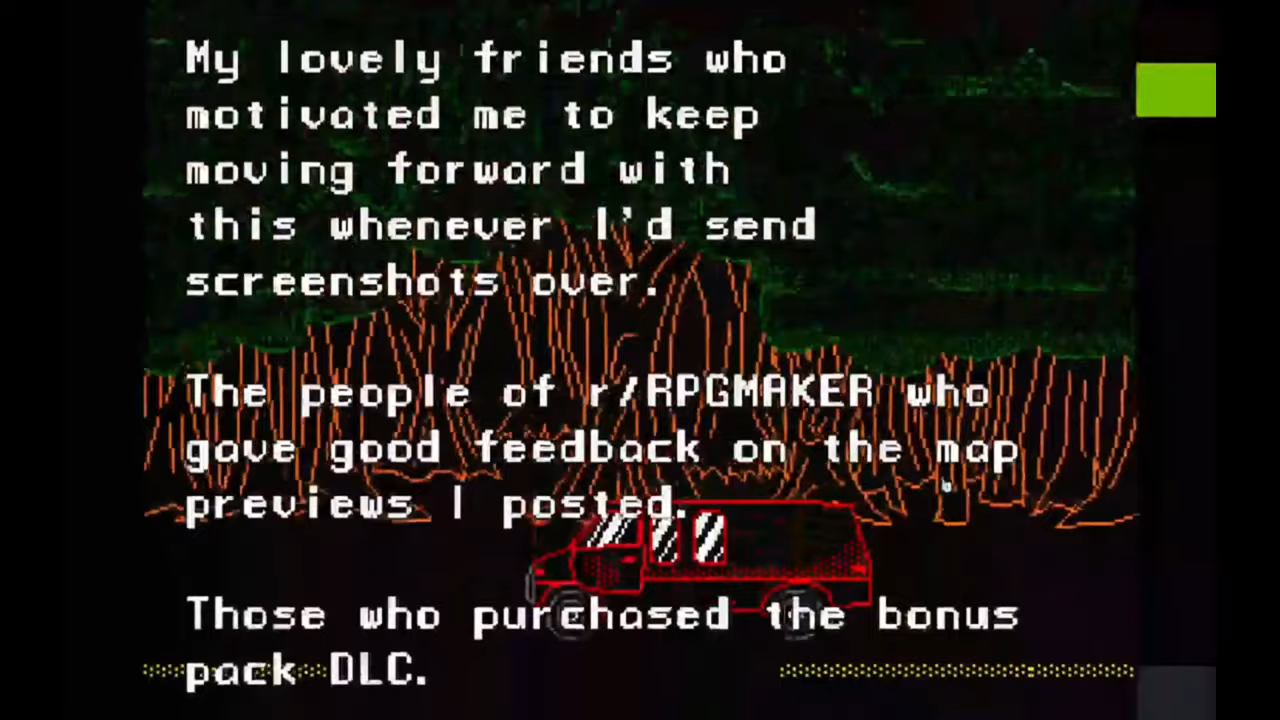 My lovely friends who
motivated me to keep
moving forward with
this whenever I'd send
screenshots over.
The people of r/RPGMAKER who
gave good feedback on the map
previews I posted.
Those who purchased the bonus
pack DLC.